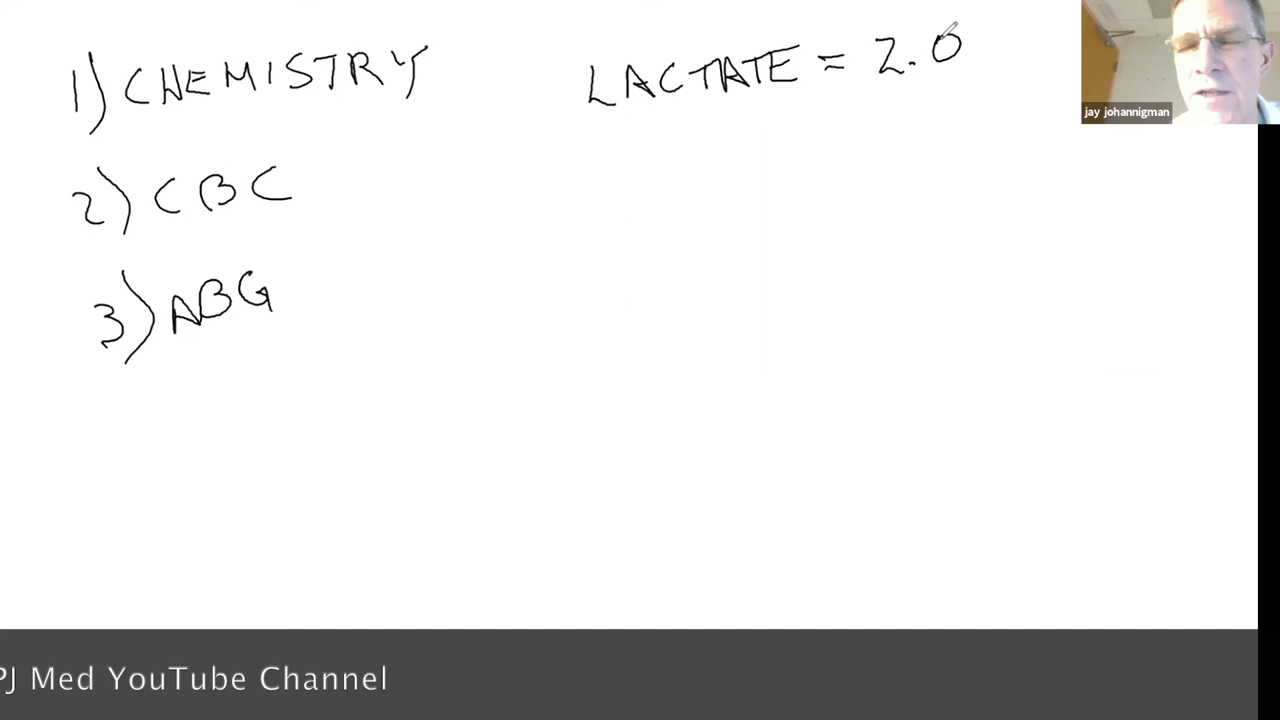 1) CHEMISTRY
LACTATE = 2.0
jay johannigman
2) CBC
3) ABG
PJ Med YouTube Channel